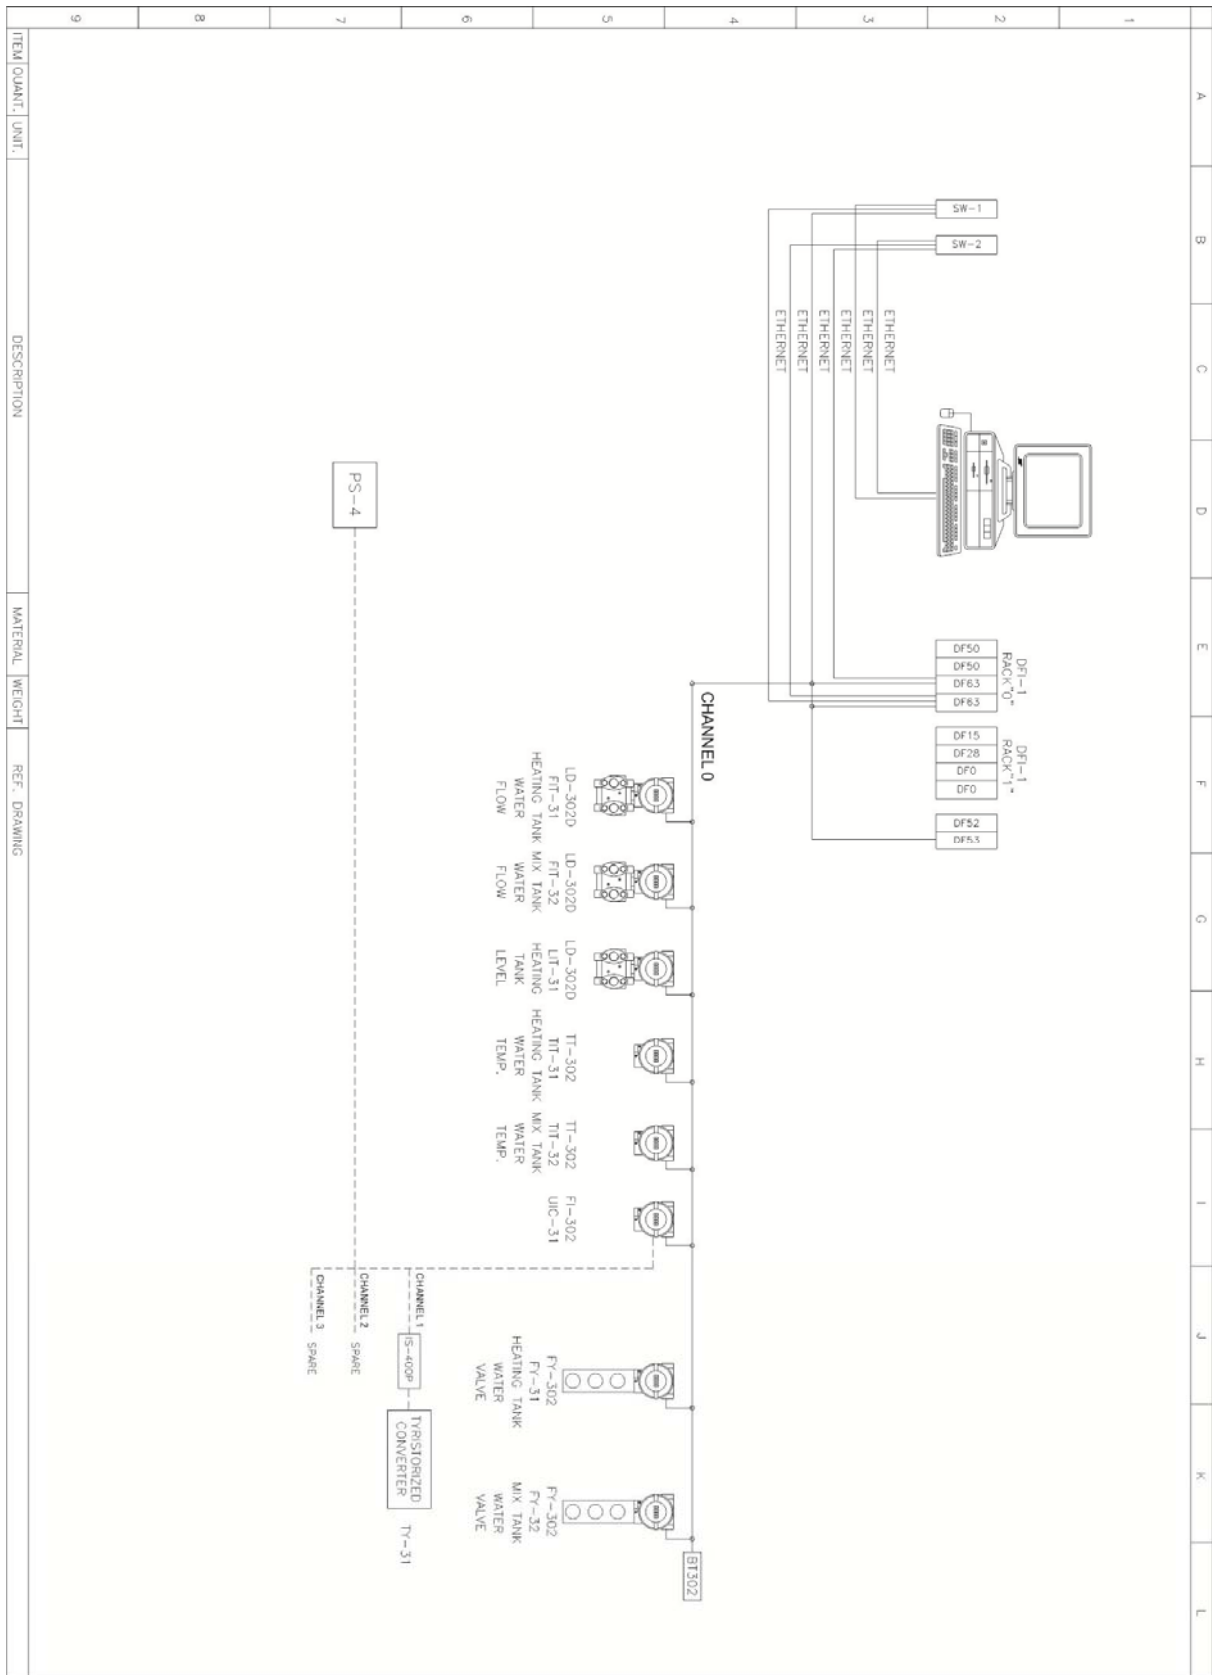 1
2
3
4
5
6
7
8
9
A
B
C
D
E
F
G
H
I
J
K
L
SW-1
SW-2
ETHERNET
ETHERNET
ETHERNET
ETHERNET
ETHERNET
ETHERNET
DFI-1
RACK"0"
DF50
DF50
DF63
DF63
DFI-1
RACK"1"
DF15
DF28
DF0
DF0
DF52
DF53
CHANNEL 0
BT302
LD-302D
FIT-31
HEATING TANK
WATER
FLOW
LD-302D
FIT-32
MIX TANK
WATER
FLOW
LD-302D
LIT-31
HEATING
TANK
LEVEL
TT-302
TIT-31
HEATING TANK
WATER
TEMP.
TT-302
TIT-32
MIX TANK
WATER
TEMP.
FI-302
UIC-31
FY-302
FY-31
HEATING TANK
WATER
VALVE
FY-302
FY-32
MIX TANK
WATER
VALVE
CHANNEL 1
IS-400P
TYRISTORIZED
CONVERTER
TY-31
PS-4
CHANNEL 2
SPARE
CHANNEL 3
SPARE
ITEM QUANT. UNIT. DESCRIPTION MATERIAL WEIGHT REF. DRAWING